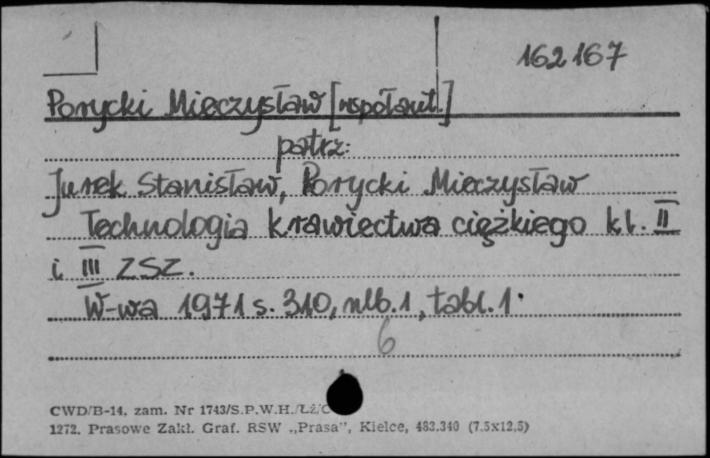 162167
Porycki Mieczysław [współaut.]
patrz:
Jurek Stanisław, Porycki Mieczysław
Technologia krawiectwa ciężkiego kl. II
i III ZSZ.
W-wa 1971 s. 310, nlb. 1, tabl. 1.
6
CWD/B-14, zam. Nr 1743/S.P.W.H./Łż/C
1272. Prasowe Zakł. Graf. RSW „Prasa", Kielce, 483.340 (7.5x12.5)